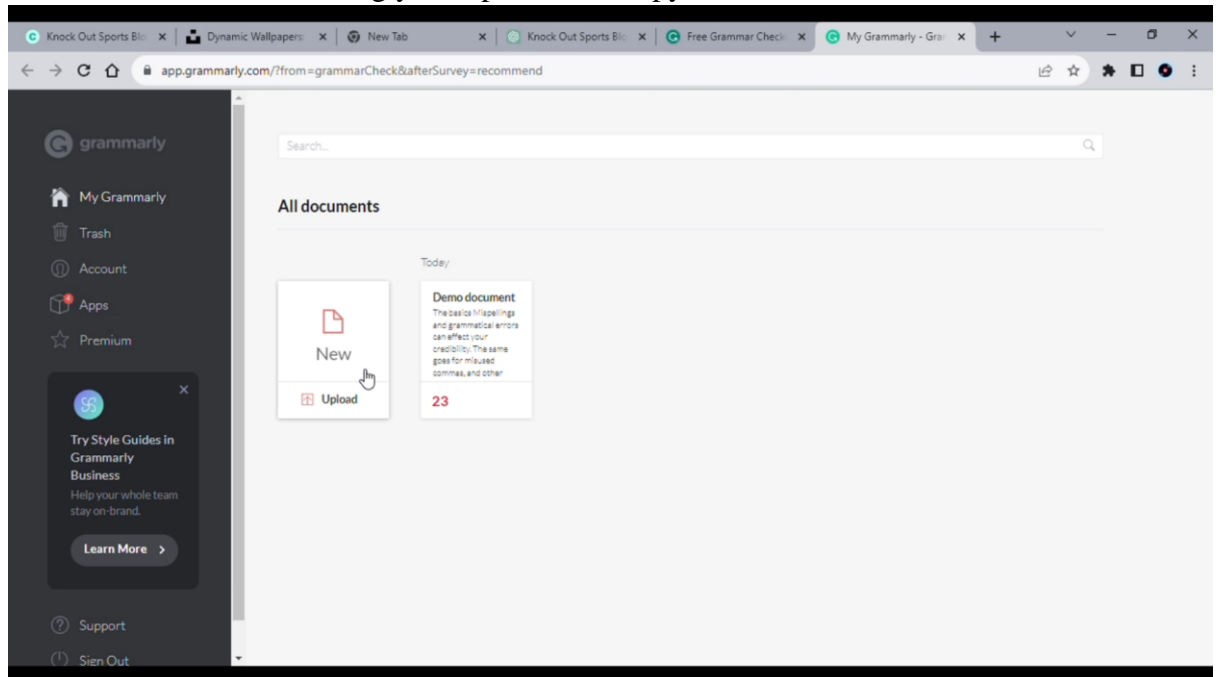 Knock Out Sports Blo
Dynamic Wallpapers:
New Tab
Knock Out Sports Blo
Free Grammar Check
My Grammarly - Gra
app.grammarly.com/?from=grammarCheck&afterSurvey=recommend
grammarly
Search...
My Grammarly
All documents
Trash
Today
Account
Apps
Premium
New
Upload
Demo document
The basics Mispellings
and grammatical errors
can effect your
credibility. The same
goes for misused
commas, and other
23
Try Style Guides in
Grammarly
Business
Help your whole team
stay on-brand.
Learn More
Support
Sign Out